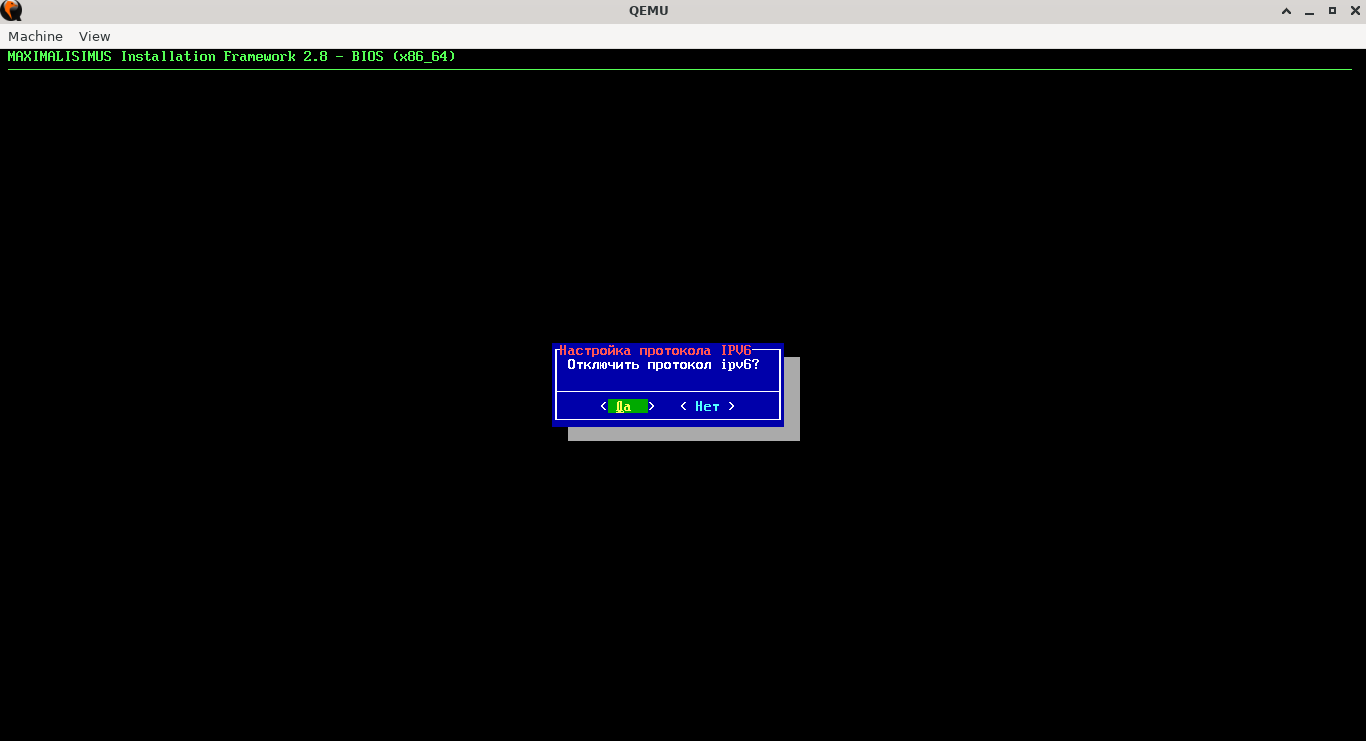 QEMU
Machine View
MAXIMALISIMUS Installation Framework 2.8 - BIOS (x86_64)
Настройка протокола IPV6
Отключить протокол ipv6?
< Да > < Нет >